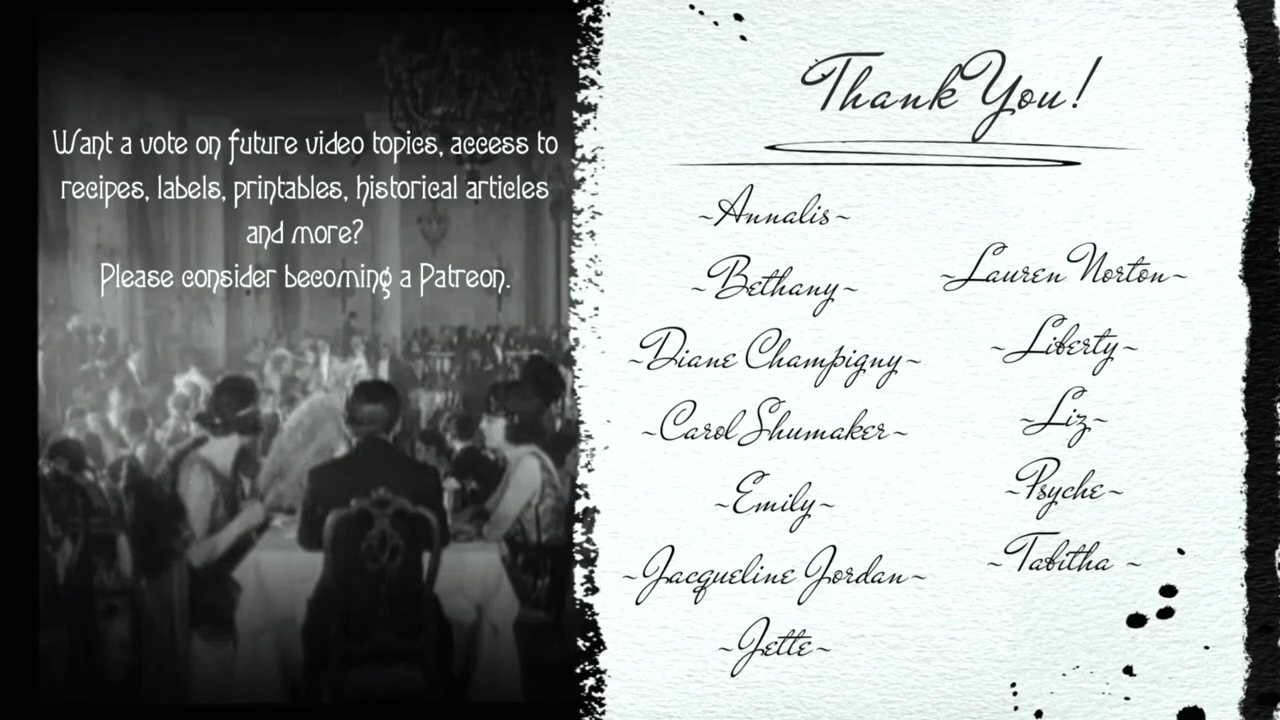 Want a vote on future video topics, access to
recipes, labels, printables, historical articles
and more?
Please consider becoming a Patreon.
Thank You!
~Annalis~
~Bethany~
~Diane Champigny~
~Carol Shumaker~
~Emily~
~Jacqueline Jordan~
~Jette~
~Lauren Norton~
~Liberty~
~Liz~
~Psyche~
~Tabitha ~